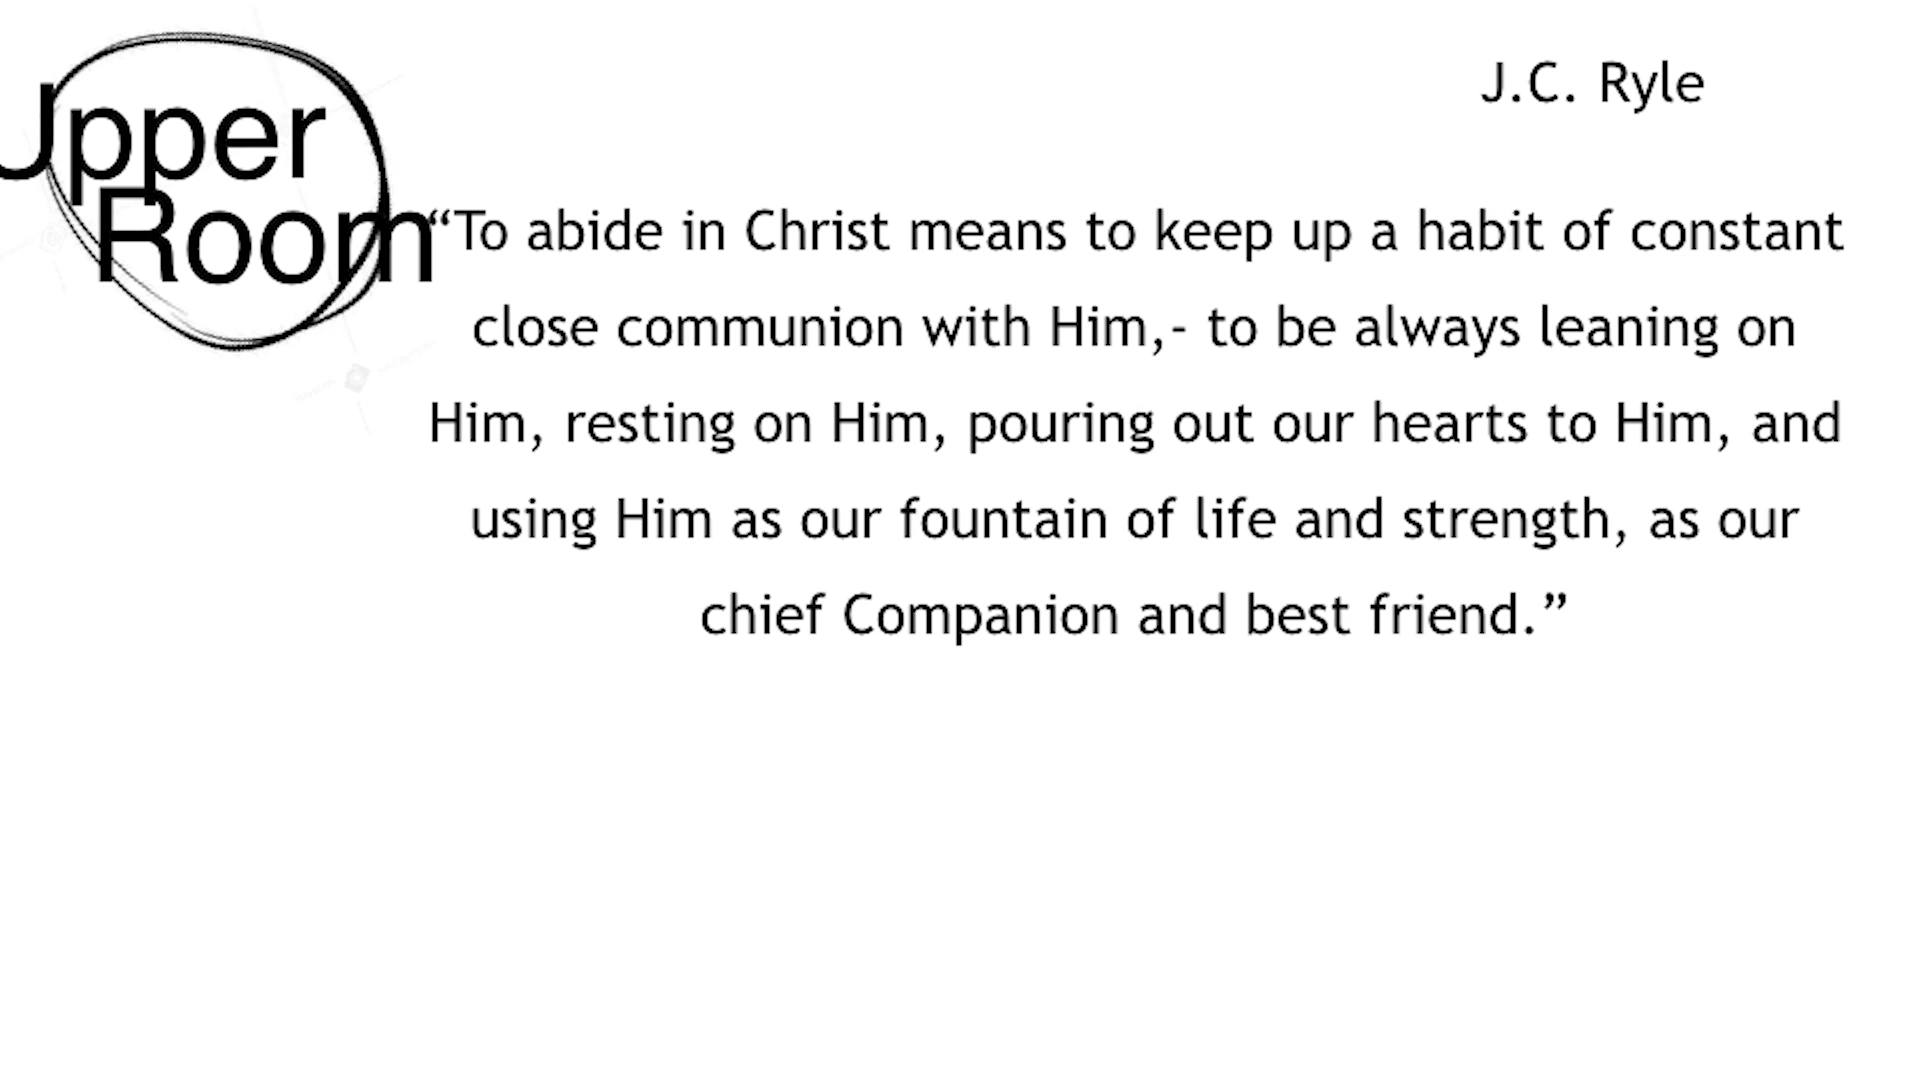 Upper
Room
J.C. Ryle
“To abide in Christ means to keep up a habit of constant
close communion with Him,- to be always leaning on
Him, resting on Him, pouring out our hearts to Him, and
using Him as our fountain of life and strength, as our
chief Companion and best friend.”